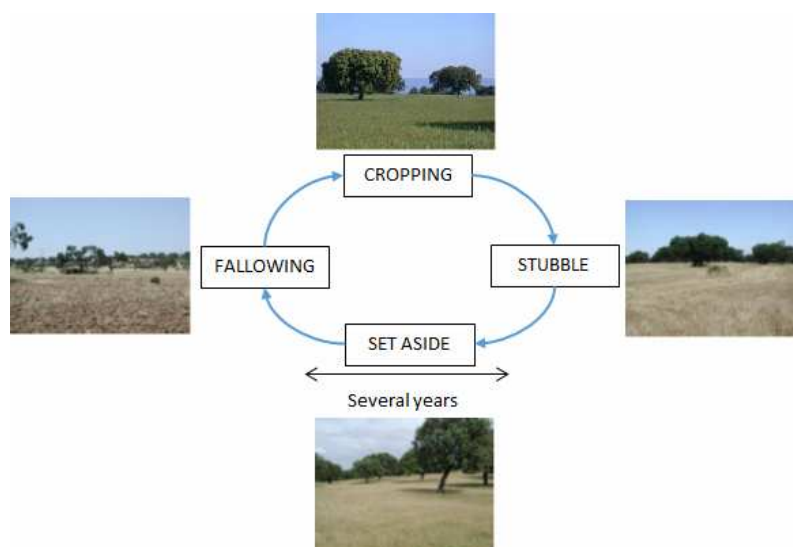 CROPPING
FALLOWING
STUBBLE
SET ASIDE
Several years